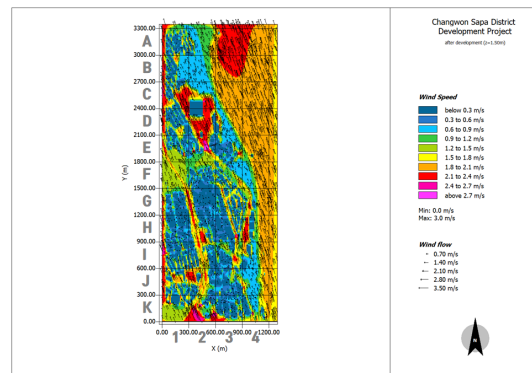 Changwon Sapa District
Development Project
after development (z=1.50m)
3300.00
A
3000.00
B
2700.00
C
2400.00
D
2100.00
E
1800.00
F
1500.00
G
1200.00
H
900.00
I
600.00
J
300.00
K
0.00
Y (m)
0.00 300.00 600.00 900.00 1200.00
1 2 3 4
X (m)
Wind Speed
below 0.3 m/s
0.3 to 0.6 m/s
0.6 to 0.9 m/s
0.9 to 1.2 m/s
1.2 to 1.5 m/s
1.5 to 1.8 m/s
1.8 to 2.1 m/s
2.1 to 2.4 m/s
2.4 to 2.7 m/s
above 2.7 m/s
Min: 0.0 m/s
Max: 3.0 m/s
Wind flow
0.70 m/s
1.40 m/s
2.10 m/s
2.80 m/s
3.50 m/s
N